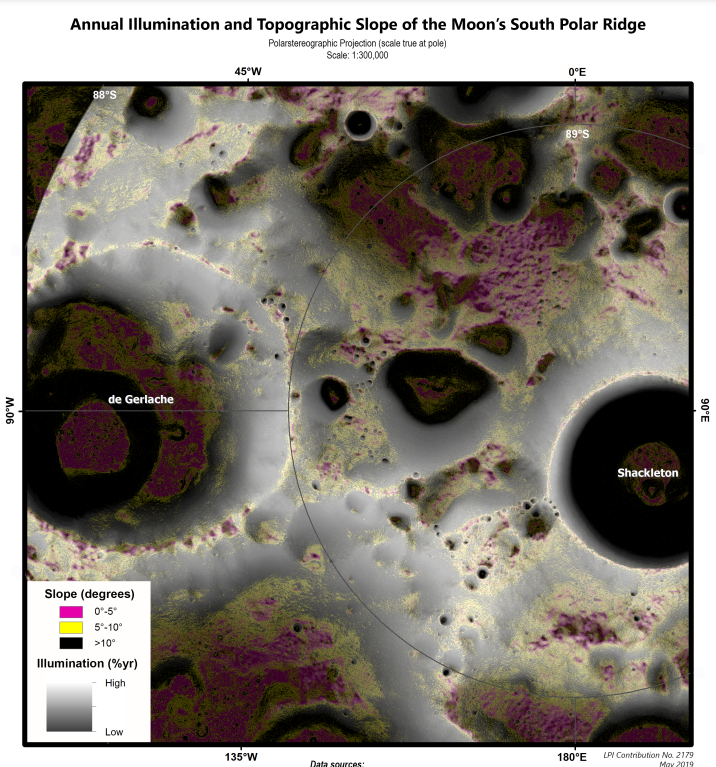 Annual Illumination and Topographic Slope of the Moon's South Polar Ridge
Polarstereographic Projection (scale true at pole)
Scale: 1:300,000
45°W
0°E
88°S
89°S
90°W
de Gerlache
90°E
Shackleton
Slope (degrees)
0°-5°
5°-10°
>10°
Illumination (%yr)
High
Low
135°W
180°E
LPI Contribution No. 2179
May 2019
Data sources: